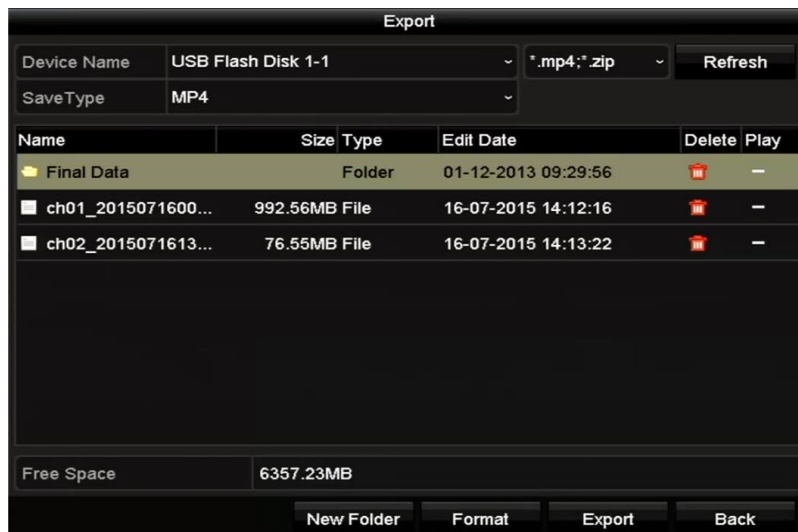 Export
Device Name USB Flash Disk 1-1 *.mp4;*.zip Refresh
SaveType MP4
Name Size Type Edit Date Delete Play
Final Data Folder 01-12-2013 09:29:56
ch01_2015071600... 992.56MB File 16-07-2015 14:12:16
ch02_2015071613... 76.55MB File 16-07-2015 14:13:22
Free Space 6357.23MB
New Folder Format Export Back